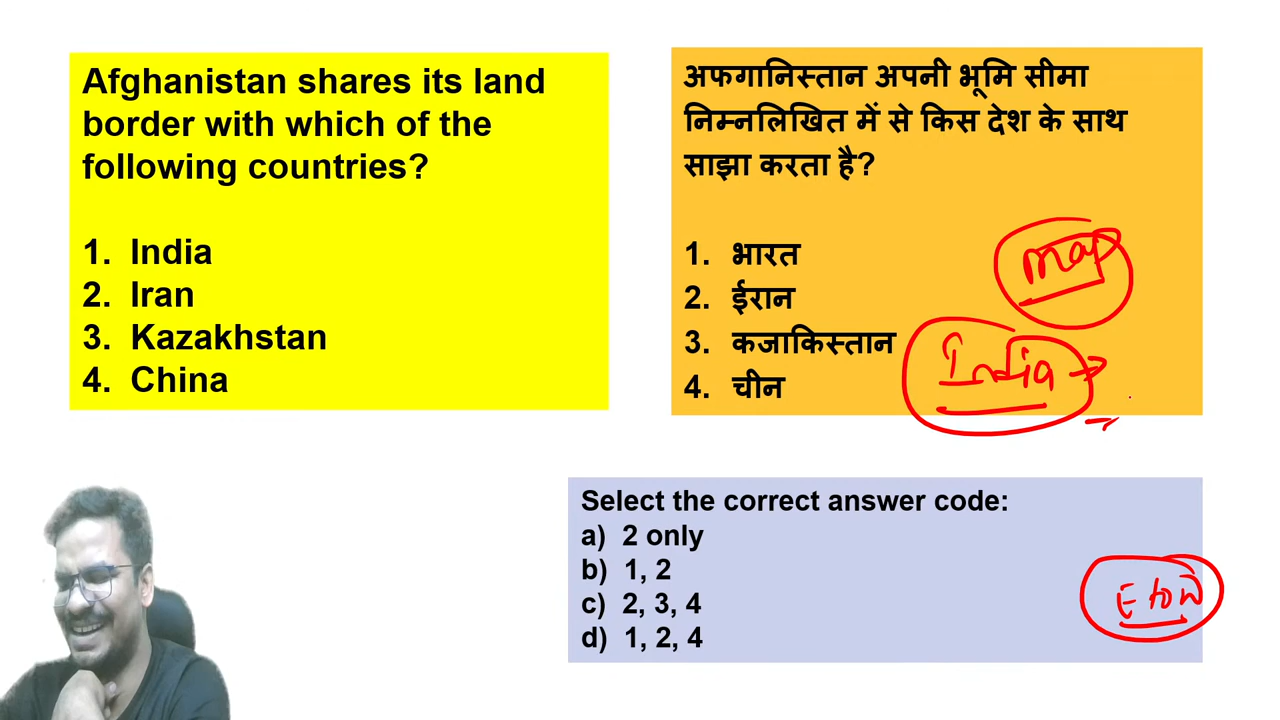 Afghanistan shares its land
border with which of the
following countries?
1. India
2. Iran
3. Kazakhstan
4. China
अफगानिस्तान अपनी भूमि सीमा
निम्नलिखित में से किस देश के साथ
साझा करता है?
1. भारत
2. ईरान
3. कजाकिस्तान
4. चीन
map
India
Select the correct answer code:
a) 2 only
b) 1, 2
c) 2, 3, 4
d) 1, 2, 4
E to W